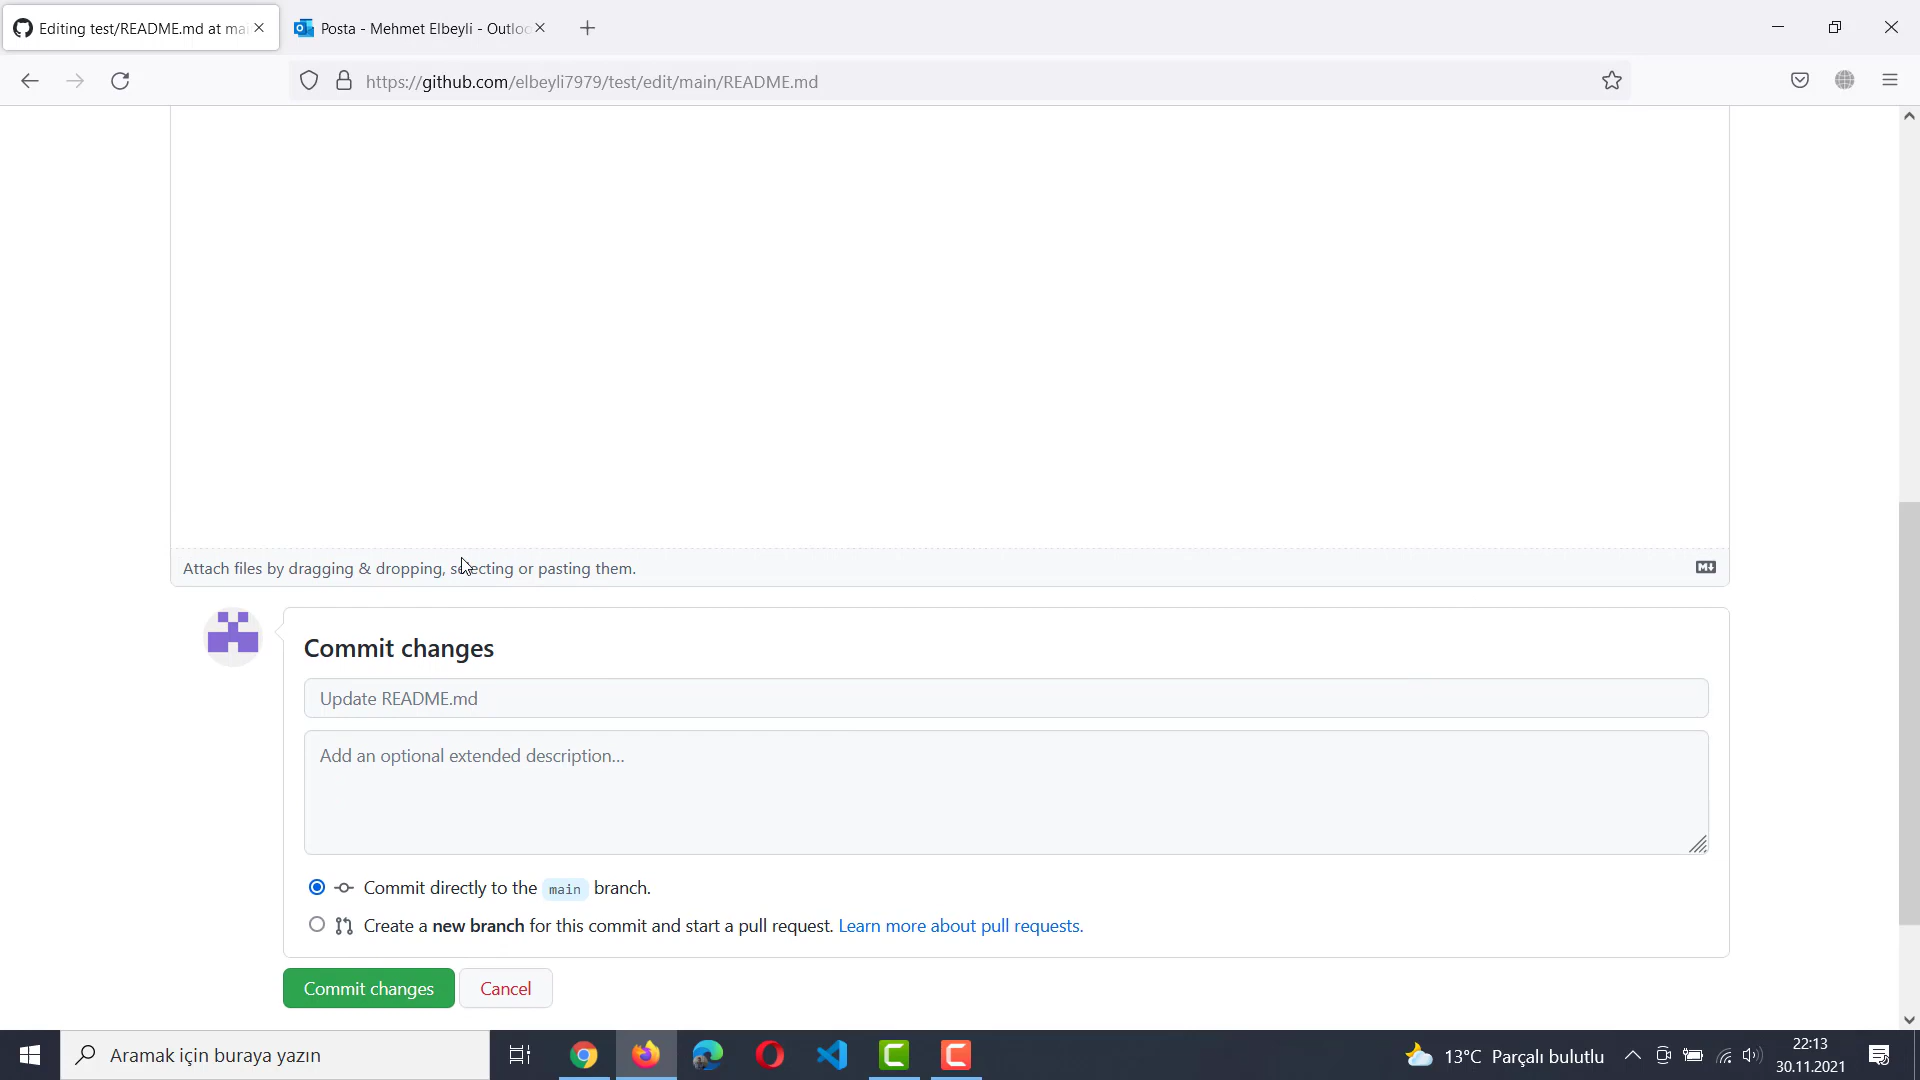 Editing test/README.md at mai
Posta - Mehmet Elbeyli - Outloo
https://github.com/elbeyli7979/test/edit/main/README.md
Attach files by dragging & dropping, selecting or pasting them.
M
Commit changes
Update README.md
Add an optional extended description...
Commit directly to the main branch.
Create a new branch for this commit and start a pull request. Learn more about pull requests.
Commit changes
Cancel
Aramak için buraya yazın
13°C Parçalı bulutlu
22:13
30.11.2021